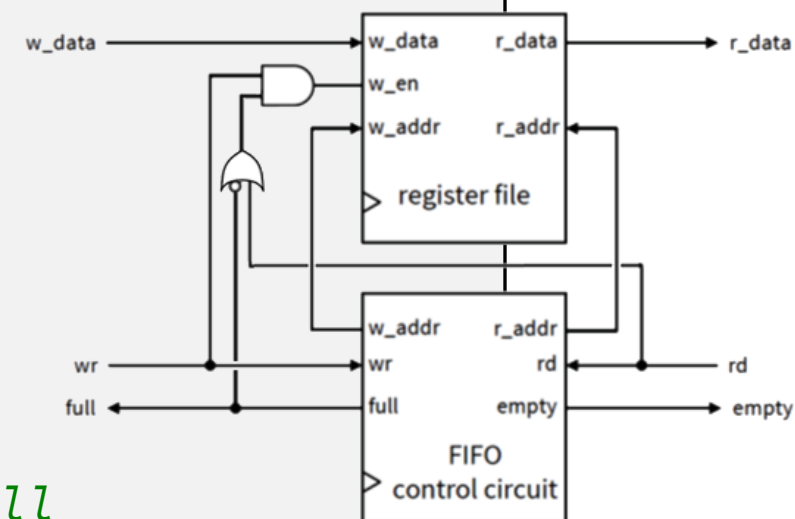 w_data w_data r_data r_data
w_en
w_addr r_addr
register file
w_addr r_addr
wr wr rd rd
full full empty empty
FIFO
control circuit
ll